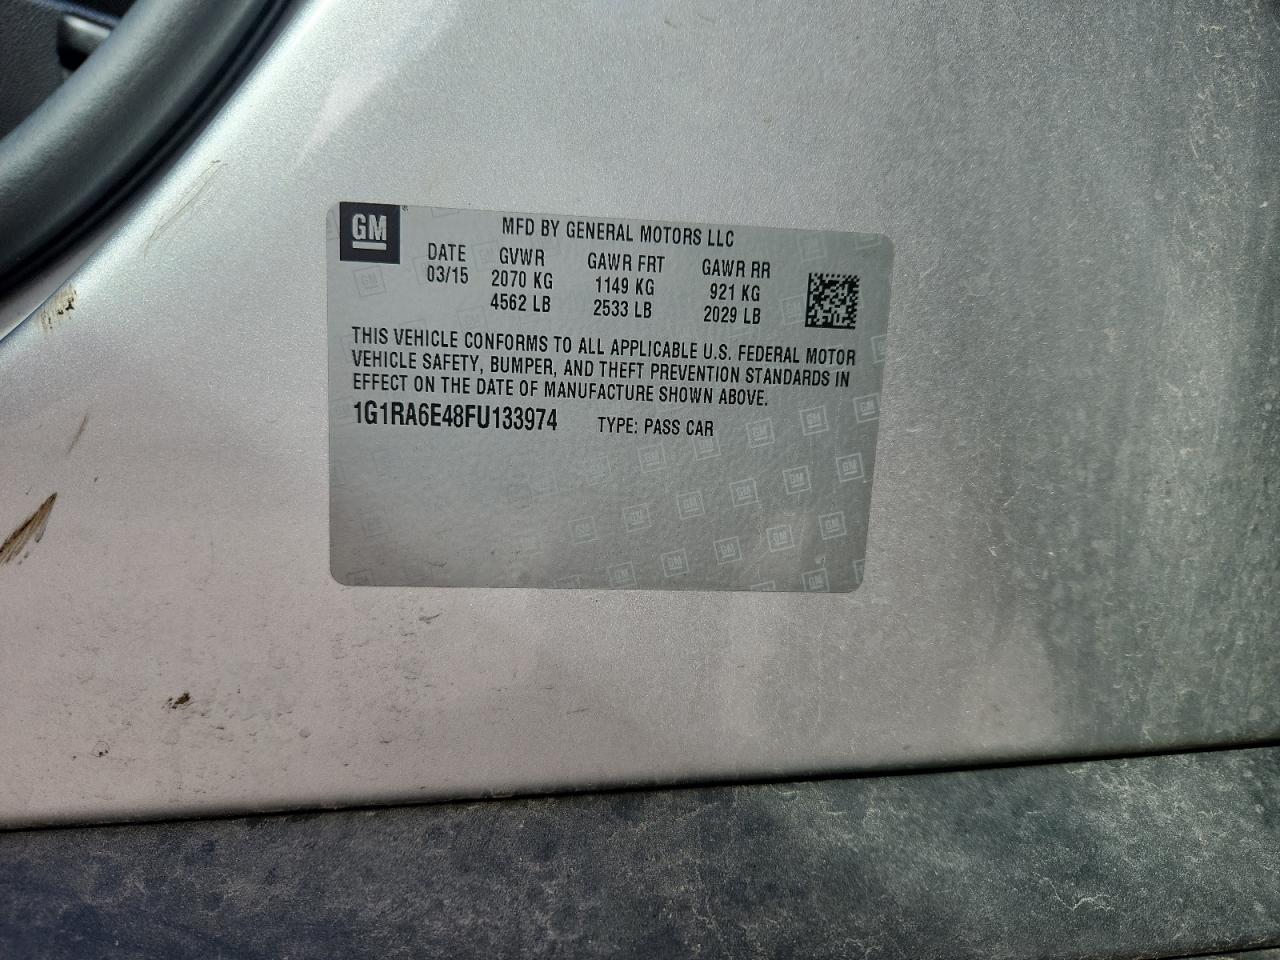 GM
MFD BY GENERAL MOTORS LLC
DATE GVWR GAWR FRT GAWR RR
03/15 2070 KG 1149 KG 921 KG
4562 LB 2533 LB 2029 LB
THIS VEHICLE CONFORMS TO ALL APPLICABLE U.S. FEDERAL MOTOR
VEHICLE SAFETY, BUMPER, AND THEFT PREVENTION STANDARDS IN
EFFECT ON THE DATE OF MANUFACTURE SHOWN ABOVE.
1G1RA6E48FU133974 TYPE: PASS CAR